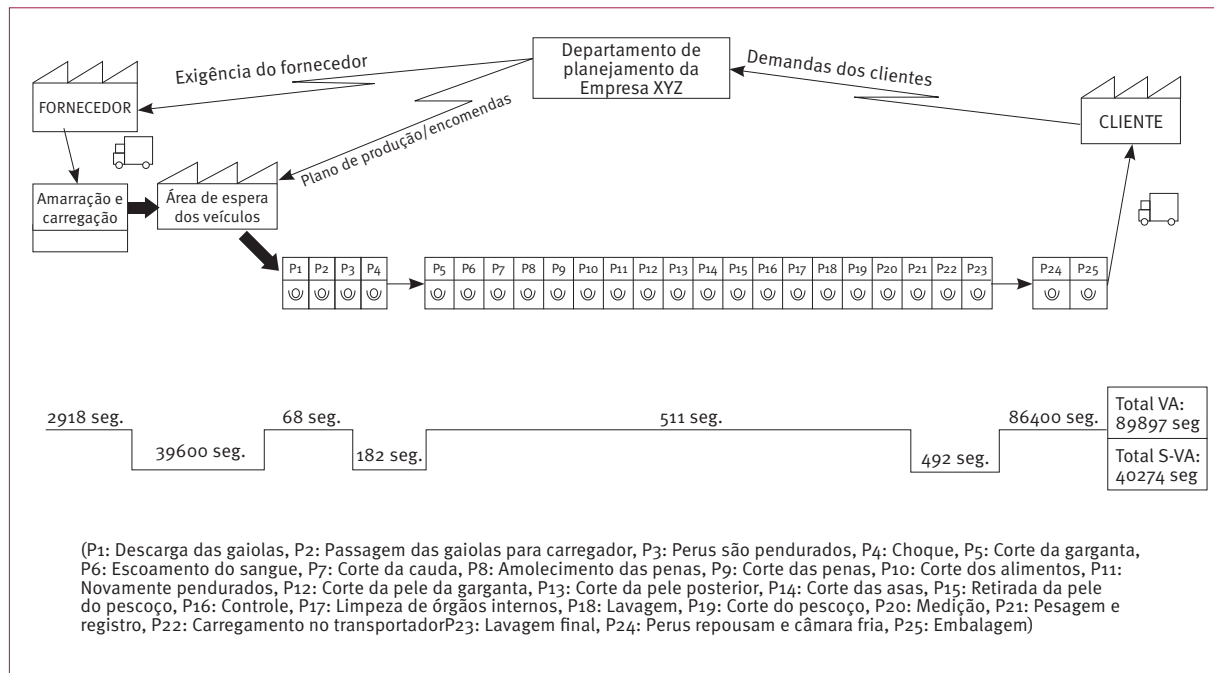 Departamento de
planejamento da
Empresa XYZ
Exigência do fornecedor
Demandas dos clientes
FORNECEDOR
CLIENTE
Plano de produção/encomendas
Amarração e
carregação
Área de espera
dos veículos
P1 P2 P3 P4 P5 P6 P7 P8 P9 P10 P11 P12 P13 P14 P15 P16 P17 P18 P19 P20 P21 P22 P23 P24 P25
2918 seg. 68 seg. 511 seg. 86400 seg.
39600 seg. 182 seg. 492 seg.
Total VA:
89897 seg
Total S-VA:
40274 seg
(P1: Descarga das gaiolas, P2: Passagem das gaiolas para carregador, P3: Perus são pendurados, P4: Choque, P5: Corte da garganta,
P6: Escoamento do sangue, P7: Corte da cauda, P8: Amolecimento das penas, P9: Corte das penas, P10: Corte dos alimentos, P11:
Novamente pendurados, P12: Corte da pele da garganta, P13: Corte da pele posterior, P14: Corte das asas, P15: Retirada da pele
do pescoço, P16: Controle, P17: Limpeza de órgãos internos, P18: Lavagem, P19: Corte do pescoço, P20: Medição, P21: Pesagem e
registro, P22: Carregamento no transportadorP23: Lavagem final, P24: Perus repousam e câmara fria, P25: Embalagem)